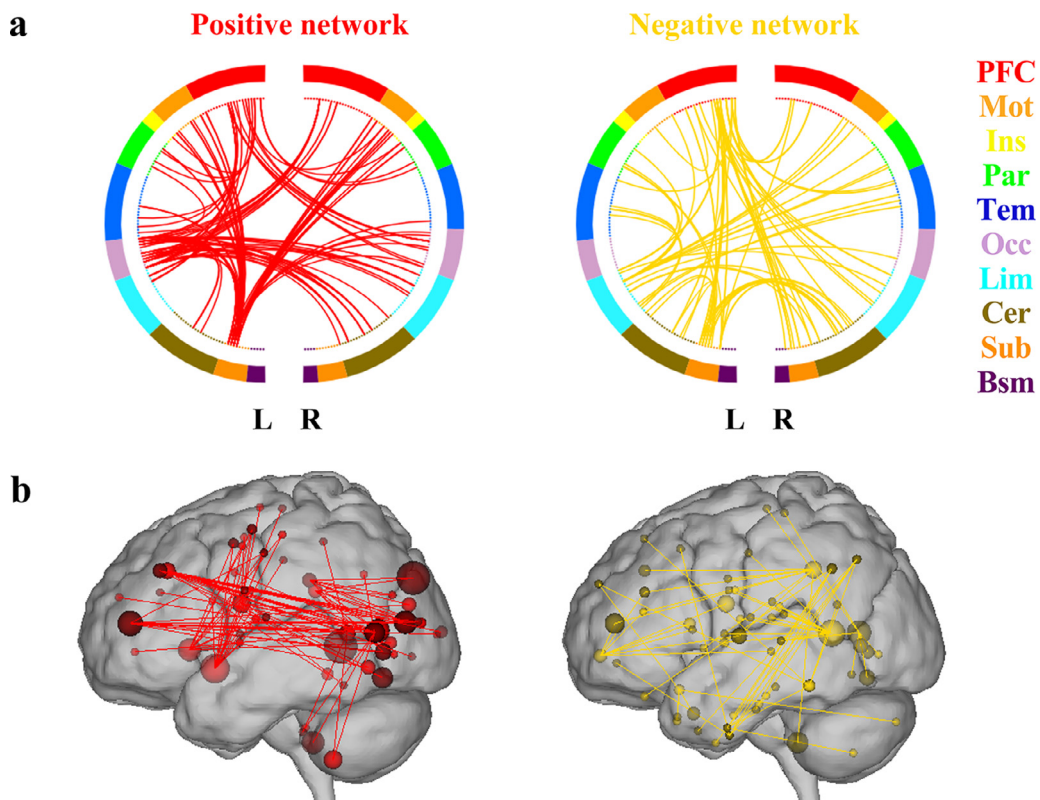 a
Positive network
Negative network
PFC
Mot
Ins
Par
Tem
Occ
Lim
Cer
Sub
Bsm
L R
L R
b